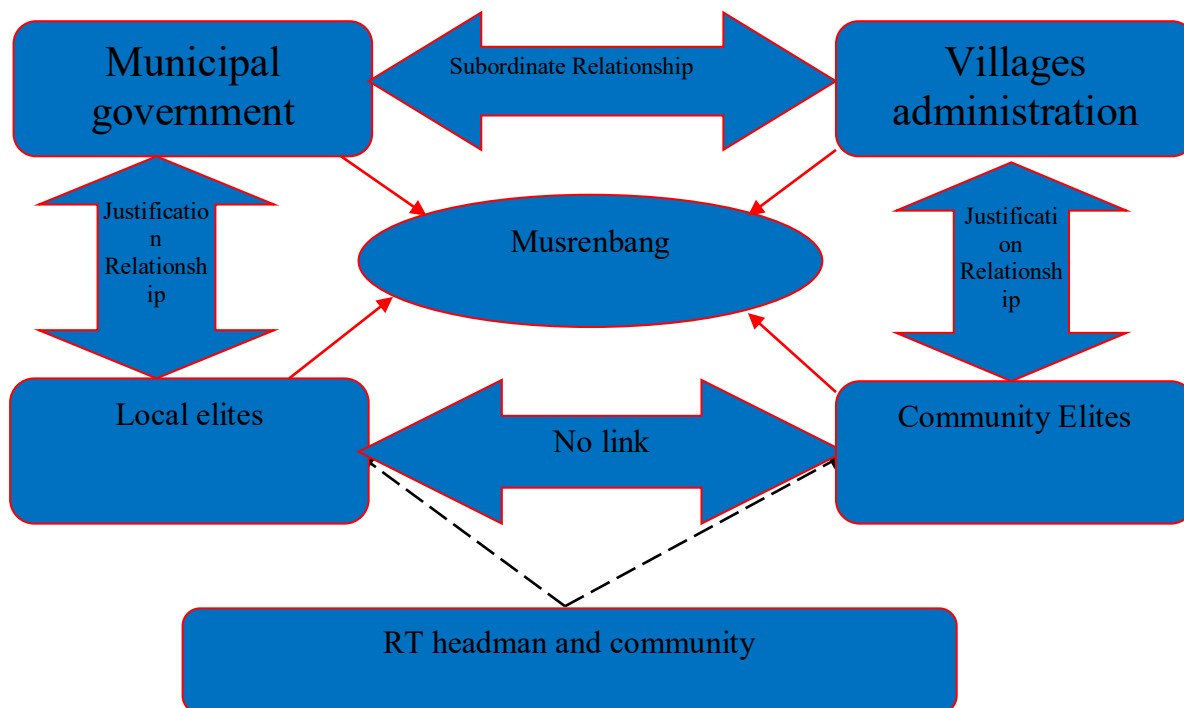 Municipal
government
Subordinate Relationship
Villages
administration
Justificatio
n
Relationsh
ip
Musrenbang
Justificati
on
Relationsh
ip
Local elites
No link
Community Elites
RT headman and community